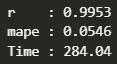 r    : 0.9953
mape : 0.0546
Time : 284.04